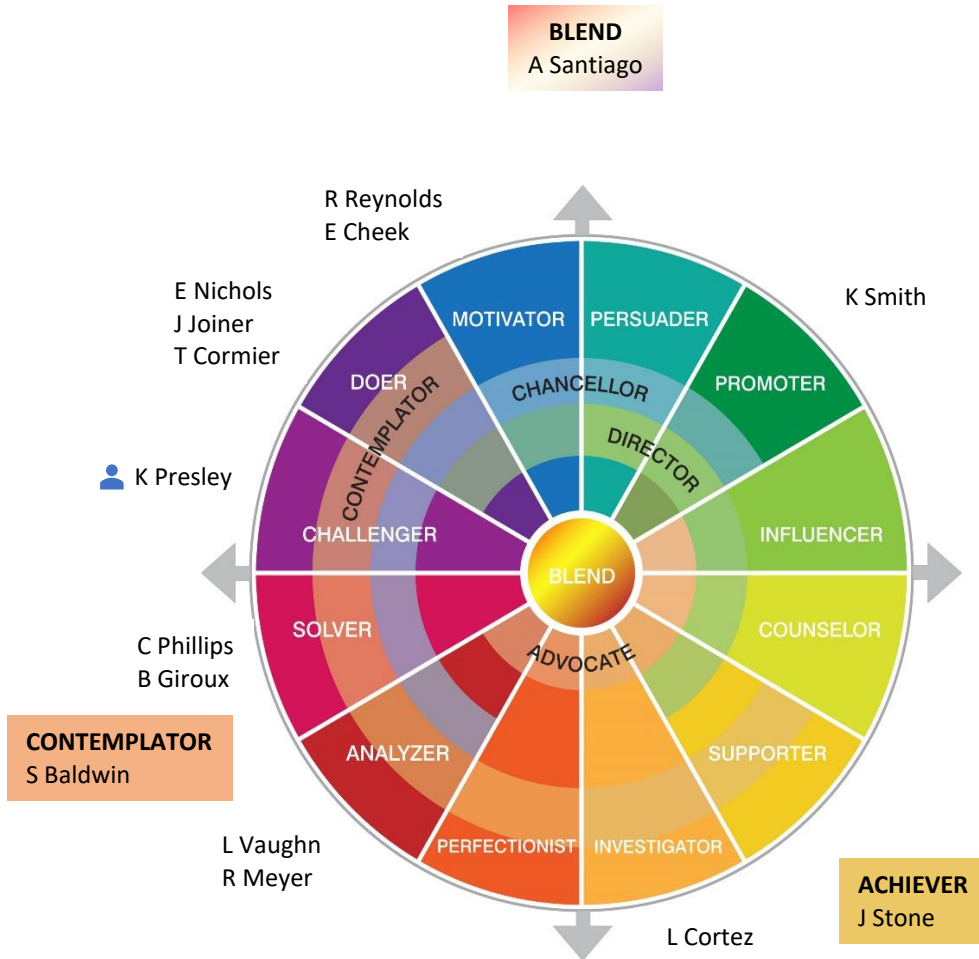 BLEND
A Santiago
R Reynolds
E Cheek
E Nichols
J Joiner
T Cormier
K Smith
MOTIVATOR
PERSUADER
DOER
PROMOTER
CHANCELLOR
CONTEMPLATOR
DIRECTOR
K Presley
CHALLENGER
INFLUENCER
BLEND
SOLVER
COUNSELOR
C Phillips
B Giroux
ADVOCATE
CONTEMPLATOR
S Baldwin
ANALYZER
SUPPORTER
L Vaughn
R Meyer
PERFECTIONIST
INVESTIGATOR
ACHIEVER
J Stone
L Cortez